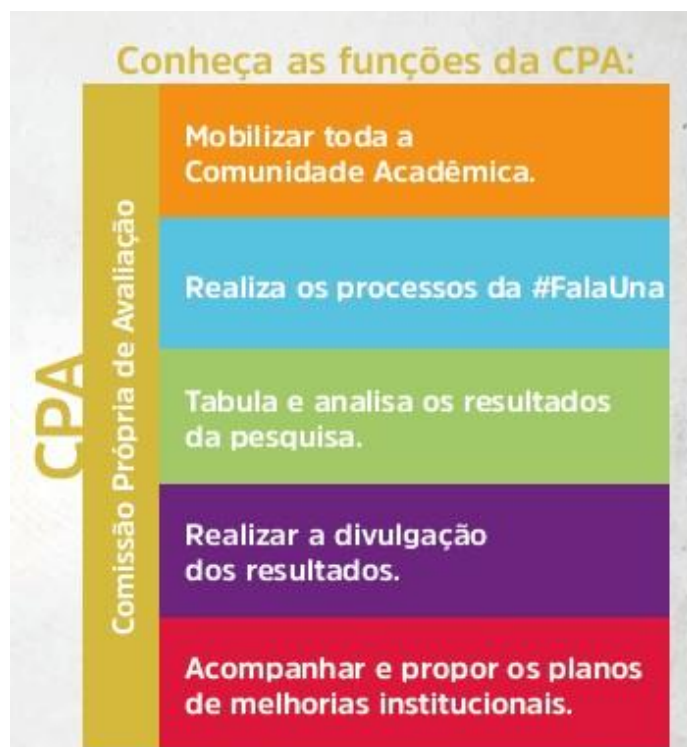 Conheça as funções da CPA:
CPA
Comissão Própria de Avaliação
Mobilizar toda a
Comunidade Acadêmica.
Realiza os processos da #FalaUna
Tabula e analisa os resultados
da pesquisa.
Realizar a divulgação
dos resultados.
Acompanhar e propor os planos
de melhorias institucionais.